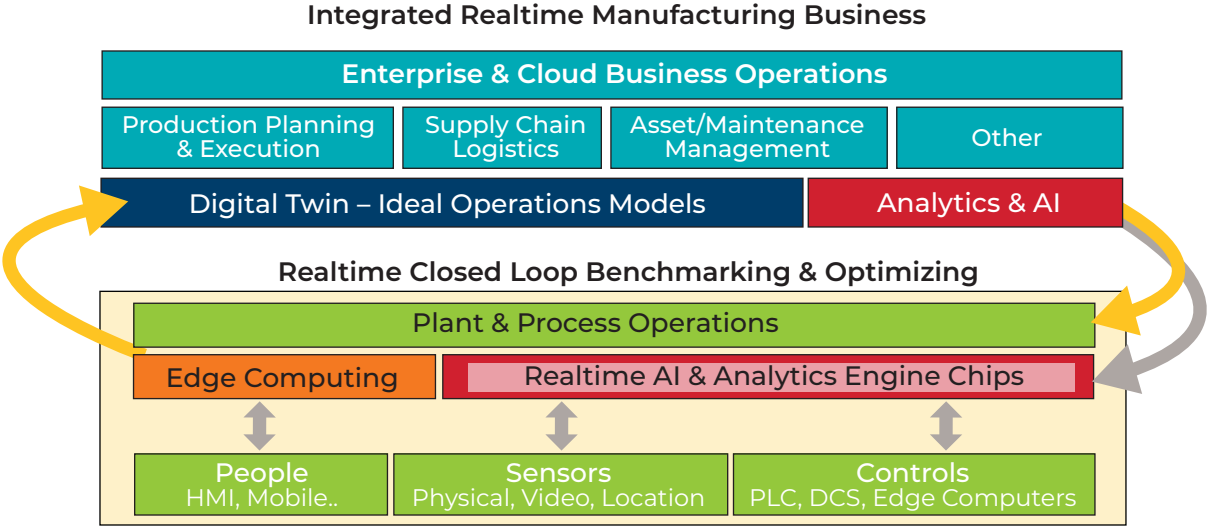 Integrated Realtime Manufacturing Business
Enterprise & Cloud Business Operations
Production Planning
& Execution
Supply Chain
Logistics
Asset/Maintenance
Management
Other
Digital Twin – Ideal Operations Models
Analytics & AI
Realtime Closed Loop Benchmarking & Optimizing
Plant & Process Operations
Edge Computing
Realtime AI & Analytics Engine Chips
People
HMI, Mobile..
Sensors
Physical, Video, Location
Controls
PLC, DCS, Edge Computers